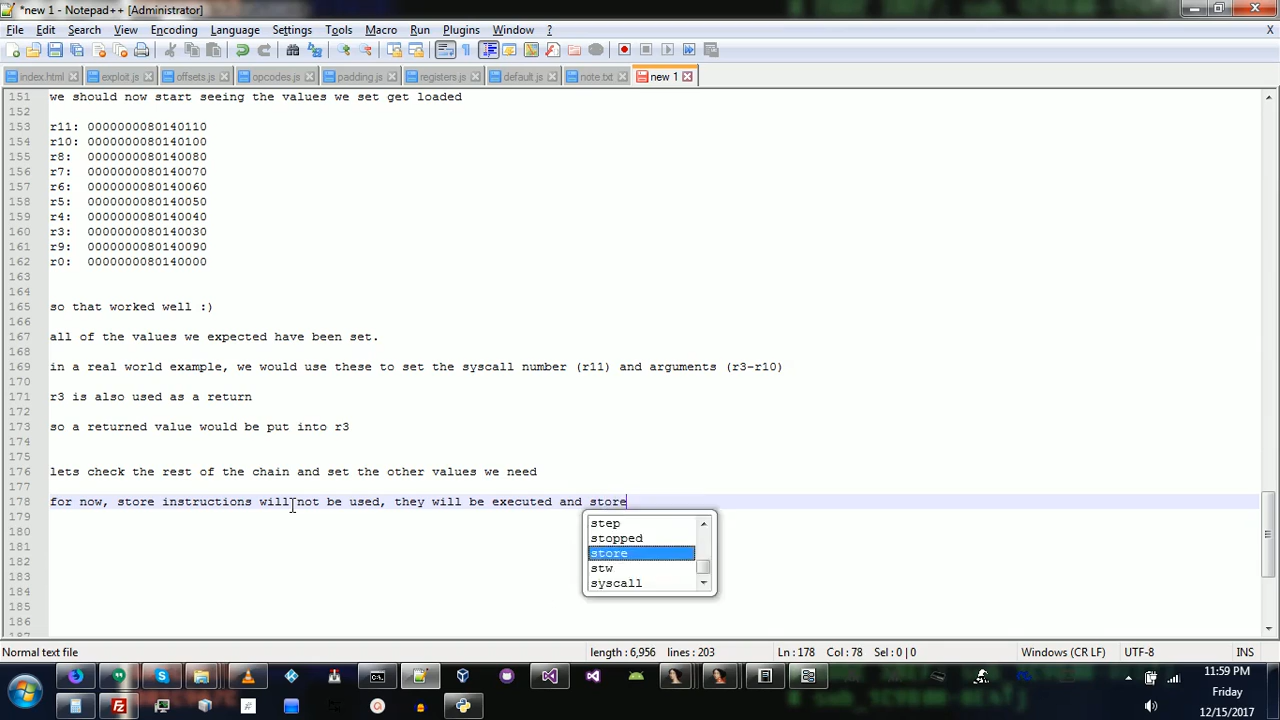 *new 1 - Notepad++ [Administrator]
File Edit Search View Encoding Language Settings Tools Macro Run Plugins Window ? X
index.html exploit.js offsets.js opcodes.js padding.js registers.js default.js note.txt new 1
151 we should now start seeing the values we set get loaded
152
153 r11: 0000000080140110
154 r10: 0000000080140100
155 r8: 0000000080140080
156 r7: 0000000080140070
157 r6: 0000000080140060
158 r5: 0000000080140050
159 r4: 0000000080140040
160 r3: 0000000080140030
161 r9: 0000000080140090
162 r0: 0000000080140000
163
164
165 so that worked well :)
166
167 all of the values we expected have been set.
168
169 in a real world example, we would use these to set the syscall number (r11) and arguments (r3-r10)
170
171 r3 is also used as a return
172
173 so a returned value would be put into r3
174
175
176 lets check the rest of the chain and set the other values we need
177
178 for now, store instructions will not be used, they will be executed and store
179
180
181
182
183
184
185
186
187
step
stopped
store
stw
syscall
Normal text file length : 6,956 lines : 203 Ln : 178 Col : 78 Sel : 0 | 0 Windows (CR LF) UTF-8 INS
11:59 PM
Friday
12/15/2017